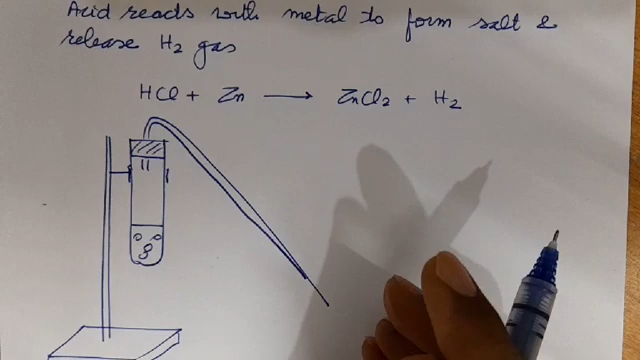 Acid reacts with metal to form salt &
release H2 gas
HCl + Zn ⟶ ZnCl2 + H2